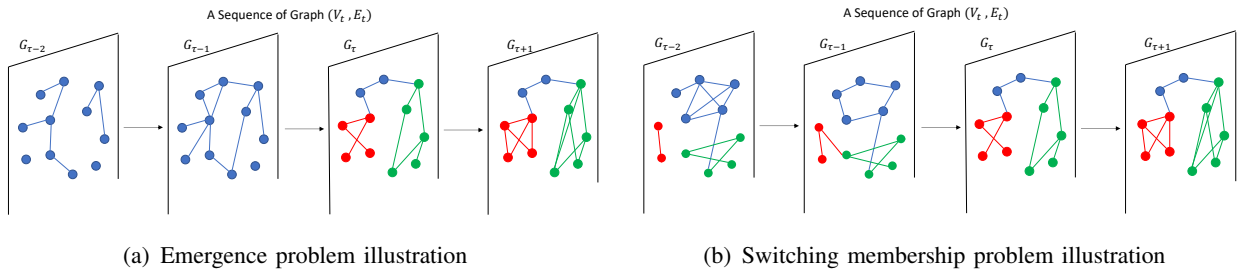 A Sequence of Graph (V_t , E_t)
G_{τ−2}
G_{τ−1}
G_τ
G_{τ+1}
(a) Emergence problem illustration
A Sequence of Graph (V_t , E_t)
G_{τ−2}
G_{τ−1}
G_τ
G_{τ+1}
(b) Switching membership problem illustration